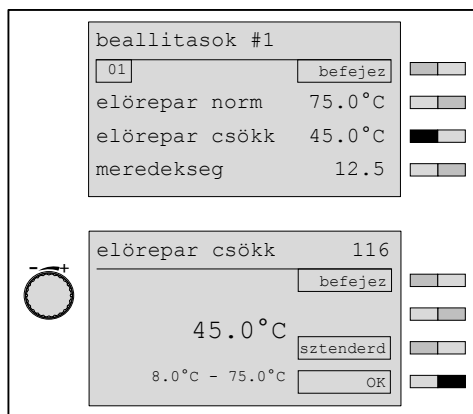 beallitasok #1
01 befejez
elörepar norm 75.0°C
elörepar csökk 45.0°C
meredekseg 12.5
elörepar csökk 116
befejez
- +
45.0°C
sztenderd
8.0°C - 75.0°C OK